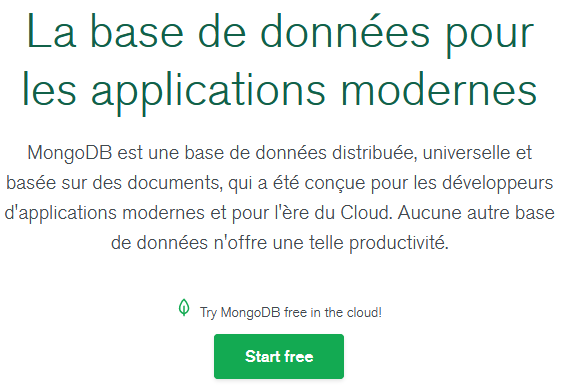 La base de données pour
les applications modernes
MongoDB est une base de données distribuée, universelle et
basée sur des documents, qui a été conçue pour les développeurs
d'applications modernes et pour l'ère du Cloud. Aucune autre base
de données n'offre une telle productivité.
Try MongoDB free in the cloud!
Start free